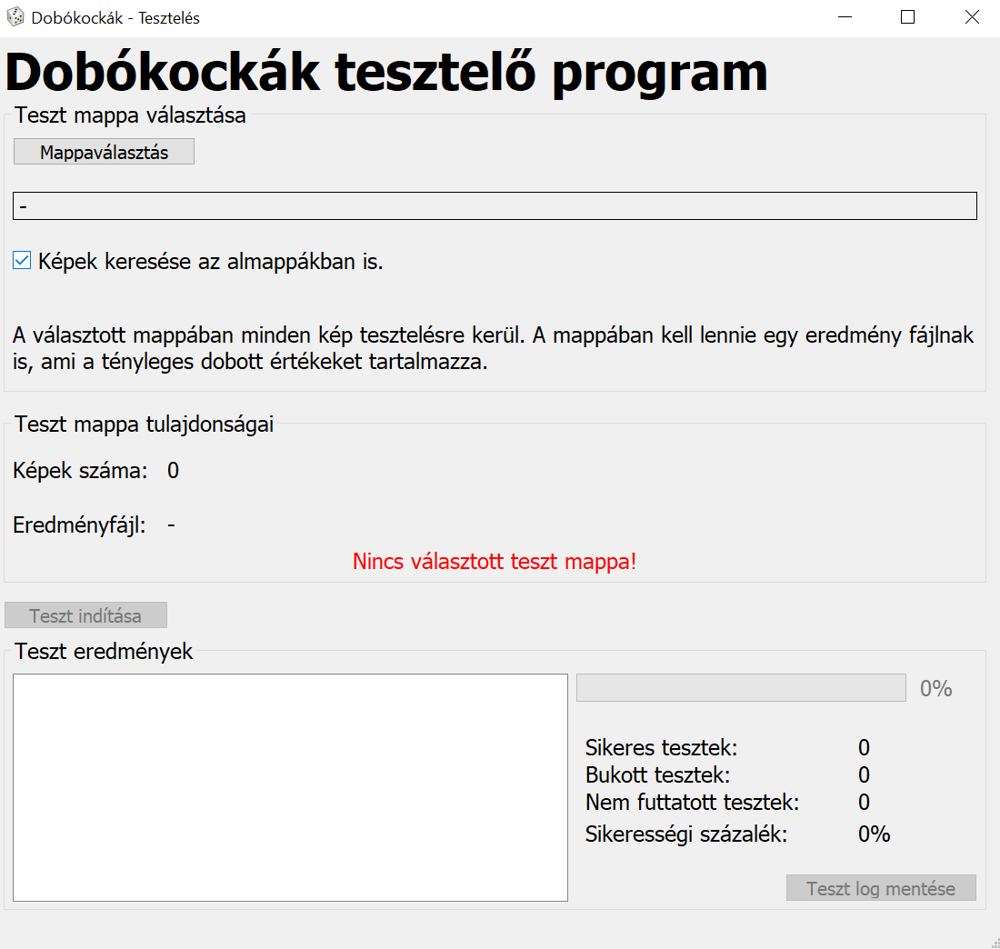 Dobókockák - Tesztelés
Dobókockák tesztelő program
Teszt mappa választása
Mappaválasztás
-
Képek keresése az almappákban is.
A választott mappában minden kép tesztelésre kerül. A mappában kell lennie egy eredmény fájlnak
is, ami a tényleges dobott értékeket tartalmazza.
Teszt mappa tulajdonságai
Képek száma: 0
Eredményfájl: -
Nincs választott teszt mappa!
Teszt indítása
Teszt eredmények
0%
Sikeres tesztek: 0
Bukott tesztek: 0
Nem futtatott tesztek: 0
Sikerességi százalék: 0%
Teszt log mentése